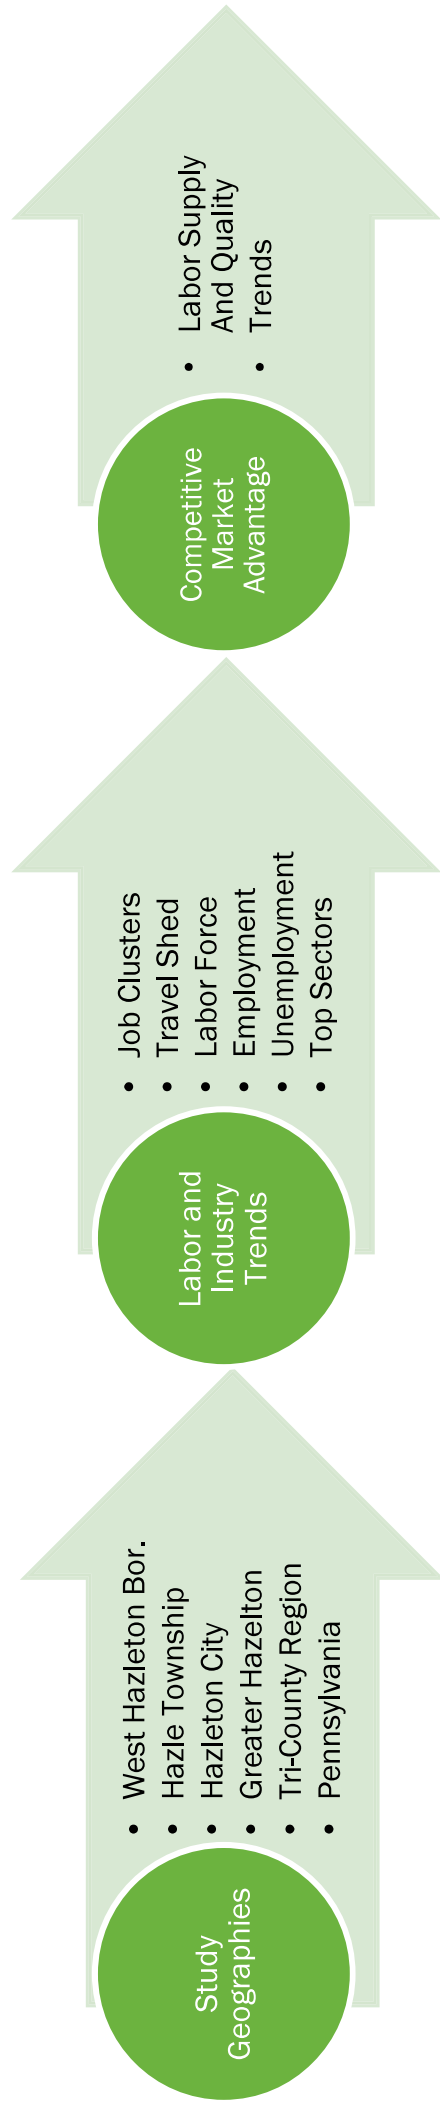 Study
Geographies
• West Hazleton Bor.
• Hazle Township
• Hazleton City
• Greater Hazelton
• Tri-County Region
• Pennsylvania
Labor and
Industry
Trends
• Job Clusters
• Travel Shed
• Labor Force
• Employment
• Unemployment
• Top Sectors
Competitive
Market
Advantage
• Labor Supply
And Quality
• Trends